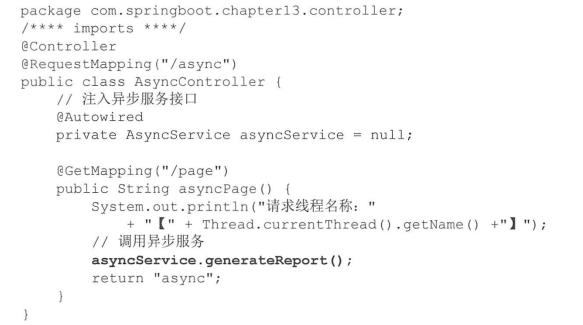 package com.springboot.chapter13.controller;
/**** imports ****/
@Controller
@RequestMapping("/async")
public class AsyncController {
    // 注入异步服务接口
    @Autowired
    private AsyncService asyncService = null;

    @GetMapping("/page")
    public String asyncPage() {
        System.out.println("请求线程名称："
            + "【" + Thread.currentThread().getName() +"】");
        // 调用异步服务
        asyncService.generateReport();
        return "async";
    }
}